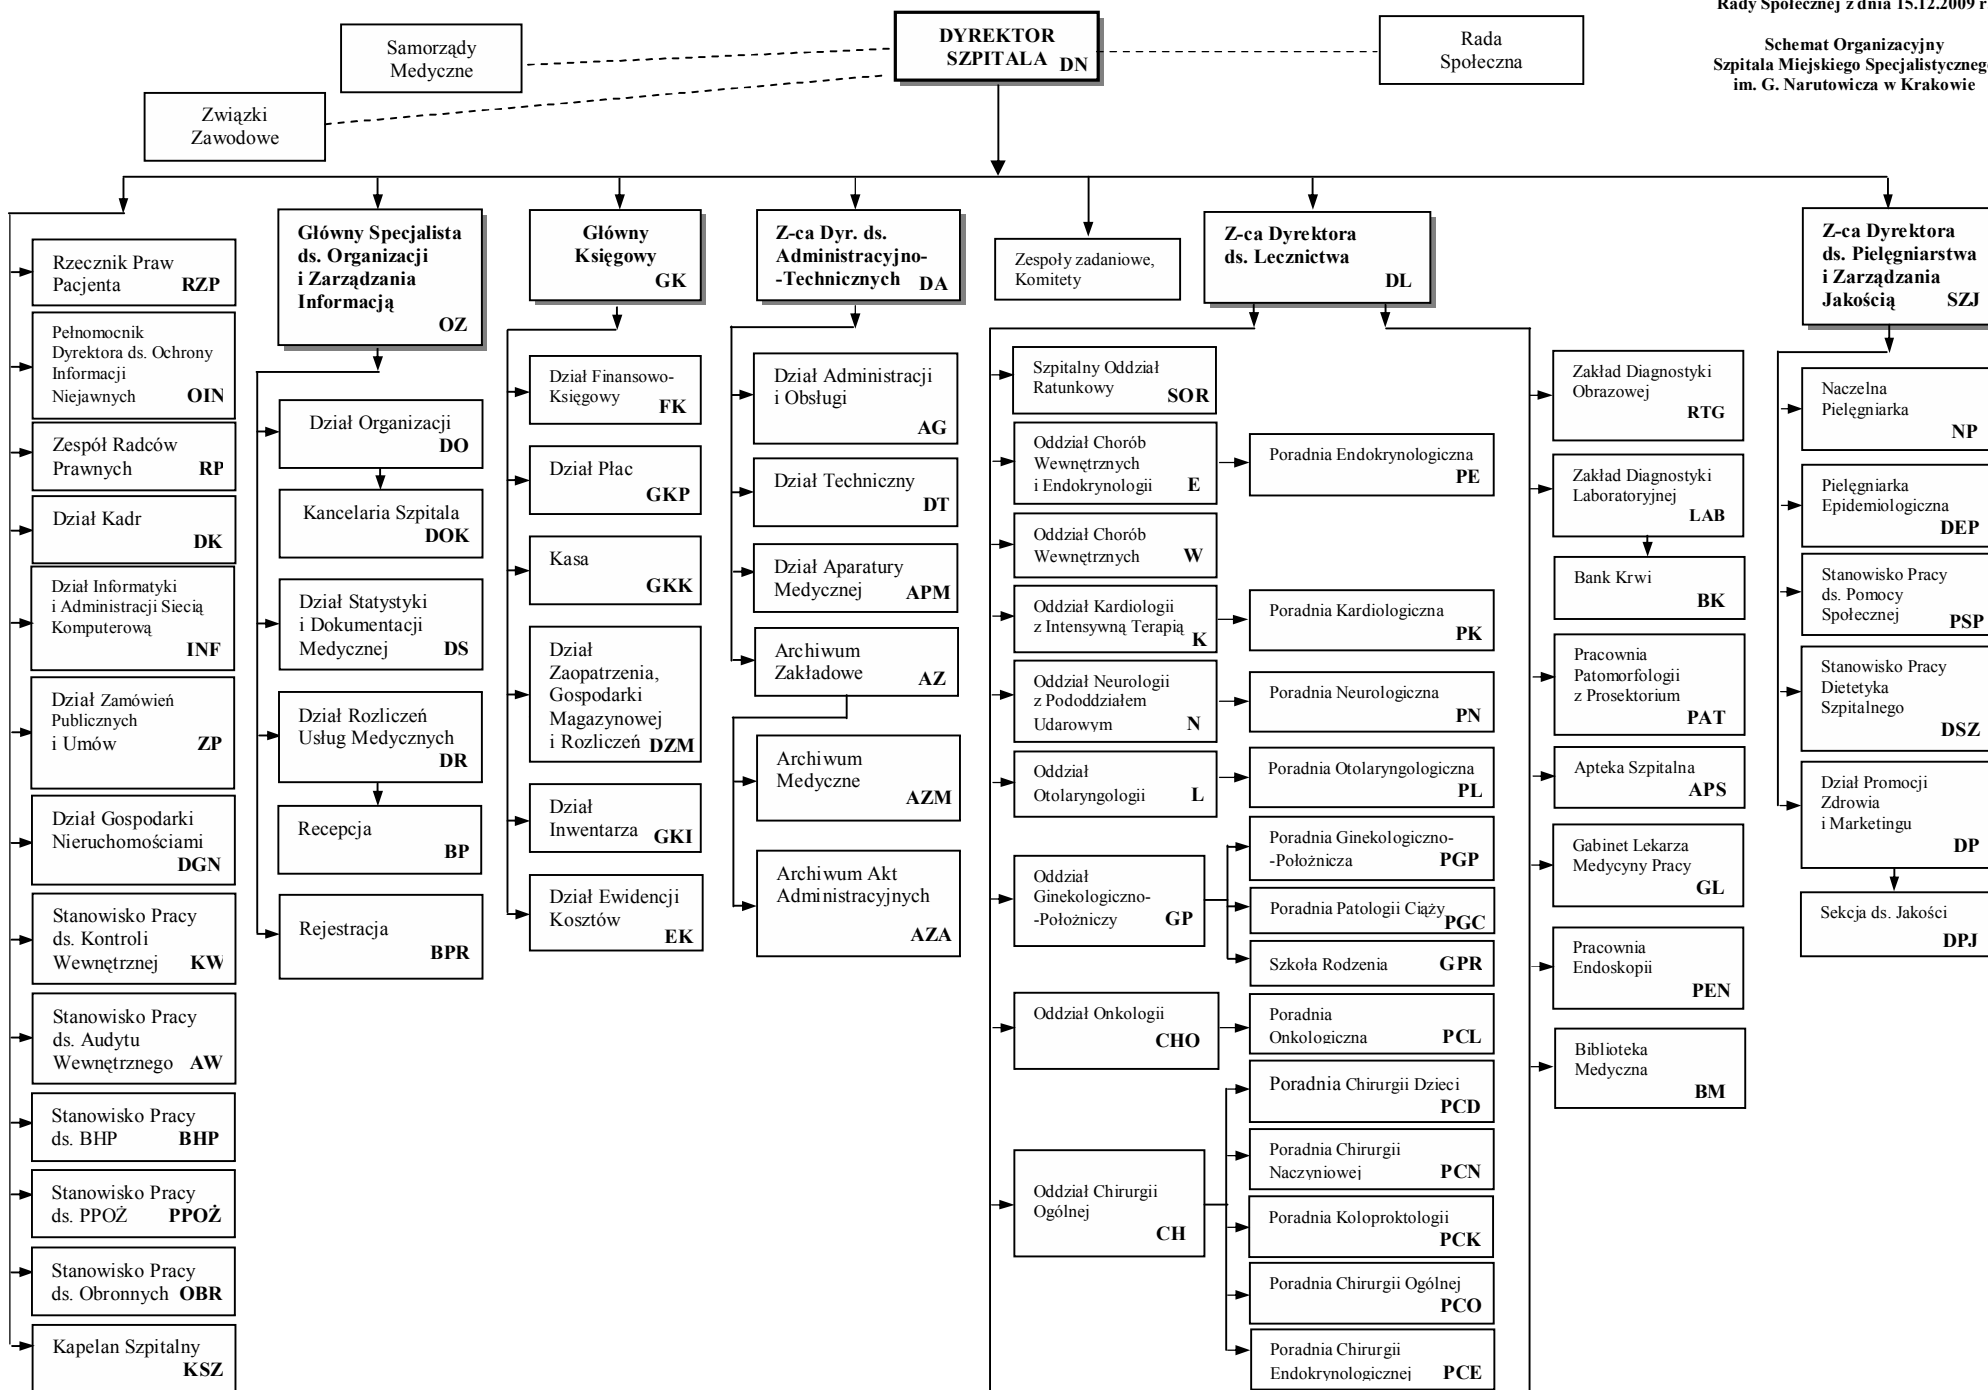 Rady Społecznej z dnia 15.12.2009 r
Schemat Organizacyjny
Szpitala Miejskiego Specjalistycznego
im. G. Narutowicza w Krakowie
DYREKTOR
SZPITALA DN
Samorządy
Medyczne
Rada
Społeczna
Związki
Zawodowe
Rzecznik Praw
Pacjenta RZP
Pełnomocnik
Dyrektora ds. Ochrony
Informacji
Niejawnych OIN
Zespół Radców
Prawnych RP
Dział Kadr
DK
Dział Informatyki
i Administracji Siecią
Komputerową
INF
Dział Zamówień
Publicznych
i Umów ZP
Dział Gospodarki
Nieruchomościami
DGN
Stanowisko Pracy
ds. Kontroli
Wewnętrznej KW
Stanowisko Pracy
ds. Audytu
Wewnętrznego AW
Stanowisko Pracy
ds. BHP BHP
Stanowisko Pracy
ds. PPOŻ PPOŻ
Stanowisko Pracy
ds. Obronnych OBR
Kapelan Szpitalny
KSZ
Główny Specjalista
ds. Organizacji
i Zarządzania
Informacją
OZ
Dział Organizacji
DO
Kancelaria Szpitala
DOK
Dział Statystyki
i Dokumentacji
Medycznej DS
Dział Rozliczeń
Usług Medycznych
DR
Recepcja
BP
Rejestracja
BPR
Główny
Księgowy
GK
Dział Finansowo-
Księgowy
FK
Dział Płac
GKP
Kasa
GKK
Dział
Zaopatrzenia,
Gospodarki
Magazynowej
i Rozliczeń DZM
Dział
Inwentarza GKI
Dział Ewidencji
Kosztów
EK
Z-ca Dyr. ds.
Administracyjno-
-Technicznych DA
Dział Administracji
i Obsługi
AG
Dział Techniczny
DT
Dział Aparatury
Medycznej APM
Archiwum
Zakładowe AZ
Archiwum
Medyczne
AZM
Archiwum Akt
Administracyjnych
AZA
Zespoły zadaniowe,
Komitety
Z-ca Dyrektora
ds. Lecznictwa
DL
Szpitalny Oddział
Ratunkowy
SOR
Oddział Chorób
Wewnętrznych
i Endokrynologii E
Poradnia Endokrynologiczna
PE
Oddział Chorób
Wewnętrznych W
Oddział Kardiologii
z Intensywną Terapią K
Poradnia Kardiologiczna
PK
Oddział Neurologii
z Pododdziałem
Udarowym N
Poradnia Neurologiczna
PN
Oddział
Otolaryngologii L
Poradnia Otolaryngologiczna
PL
Oddział
Ginekologiczno-
-Położniczy GP
Poradnia Ginekologiczno-
-Położnicza PGP
Poradnia Patologii Ciąży
PGC
Szkoła Rodzenia GPR
Oddział Onkologii
CHO
Poradnia
Onkologiczna PCL
Oddział Chirurgii
Ogólnej
CH
Poradnia Chirurgii Dzieci
PCD
Poradnia Chirurgii
Naczyniowej PCN
Poradnia Koloproktologii
PCK
Poradnia Chirurgii Ogólnej
PCO
Poradnia Chirurgii
Endokrynologicznej PCE
Zakład Diagnostyki
Obrazowej
RTG
Zakład Diagnostyki
Laboratoryjnej
LAB
Bank Krwi
BK
Pracownia
Patomorfologii
z Prosektorium
PAT
Apteka Szpitalna
APS
Gabinet Lekarza
Medycyny Pracy
GL
Pracownia
Endoskopii
PEN
Biblioteka
Medyczna
BM
Z-ca Dyrektora
ds. Pielęgniarstwa
i Zarządzania
Jakością SZJ
Naczelna
Pielęgniarka
NP
Pielęgniarka
Epidemiologiczna
DEP
Stanowisko Pracy
ds. Pomocy
Społecznej PSP
Stanowisko Pracy
Dietetyka
Szpitalnego
DSZ
Dział Promocji
Zdrowia
i Marketingu
DP
Sekcja ds. Jakości
DPJ